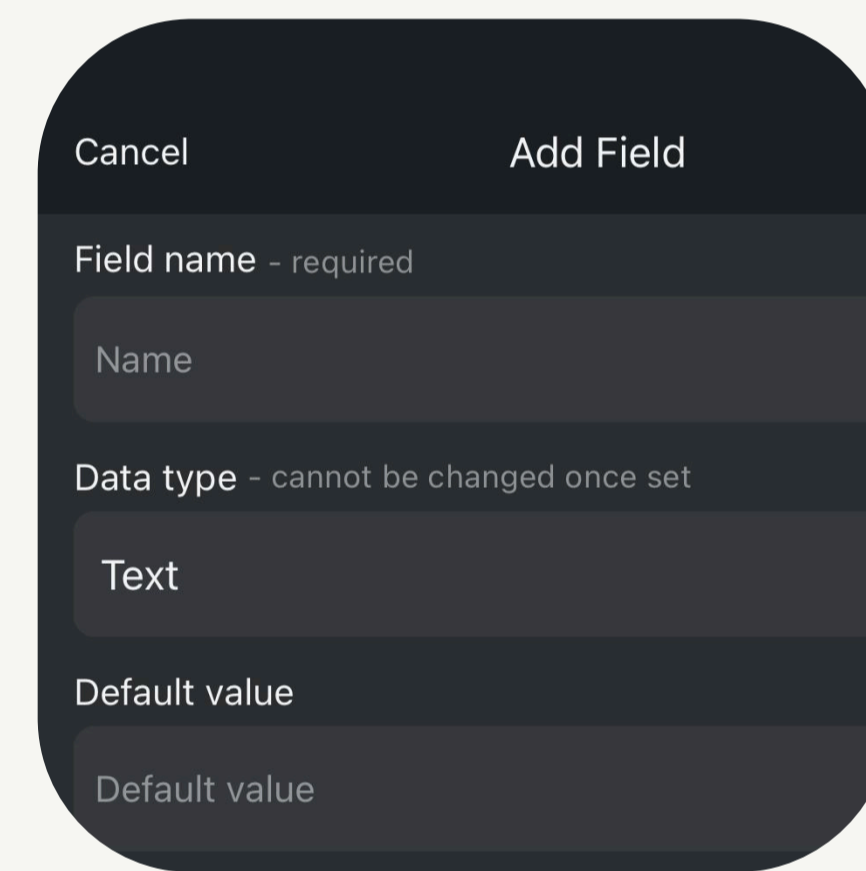 Cancel Add Field
Field name - required
Name
Data type - cannot be changed once set
Text
Default value
Default value